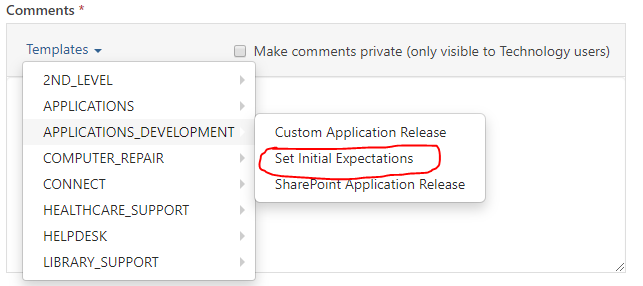 Comments *
Templates
Make comments private (only visible to Technology users)
2ND_LEVEL
APPLICATIONS
APPLICATIONS_DEVELOPMENT
COMPUTER_REPAIR
CONNECT
HEALTHCARE_SUPPORT
HELPDESK
LIBRARY_SUPPORT
Custom Application Release
Set Initial Expectations
SharePoint Application Release